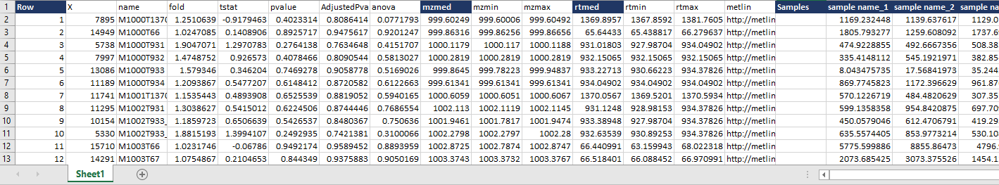 1 Row X name fold tstat pvalue AdjustedPva anova mzmed mzmin mzmax rtmed rtmin rtmax metlin Samples sample name_1 sample name_2 sample na
2 1 7895 M1000T1370 1.2510639 -0.9179463 0.4023314 0.8086414 0.0771793 999.60249 999.60006 999.60492 1369.8957 1367.8592 1381.7605 http://metlin 1169.232448 1139.637617 1129.0
3 2 14949 M1000T66 1.0247085 0.1408906 0.8925717 0.9475617 0.9201247 999.86316 999.86256 999.86656 65.64433 65.438817 66.279637 http://metlin 1805.793277 1259.608092 1737.6
4 3 5738 M1000T931 1.9047071 1.2970783 0.2764138 0.7634648 0.4151707 1000.1179 1000.117 1000.1188 931.01803 927.98704 934.04902 http://metlin 474.9228855 492.6667356 508.38
5 4 7997 M1000T932 1.4748752 0.926573 0.4078466 0.8090544 0.5813027 1000.2819 1000.2819 1000.2819 932.15065 932.15065 932.15065 http://metlin 335.4148112 545.1921971 382.85
6 5 13086 M1000T933 1.579346 0.346204 0.7469278 0.9058778 0.5169026 999.8645 999.78223 999.94837 933.22713 930.66223 934.37826 http://metlin 8.043475735 17.56841973 35.244
7 6 11189 M1000T934 1.2093867 0.5477207 0.6148412 0.8720582 0.6122663 999.61341 999.61341 999.61341 934.04902 934.04902 934.04902 http://metlin 869.7745823 1172.396629 961.87
8 7 11741 M1001T1370 1.1535443 0.4893908 0.6525539 0.8819052 0.5940165 1000.6059 1000.6051 1000.6067 1370.0567 1369.5201 1370.5934 http://metlin 570.1226719 484.4820629 307.35
9 8 11295 M1002T931 1.3038627 0.5415012 0.6224506 0.8744446 0.7686554 1002.113 1002.1119 1002.1145 931.1248 928.98153 934.37826 http://metlin 599.1358358 954.8420875 697.70
10 9 10154 M1002T933_ 1.1859723 0.6506639 0.5426537 0.8480367 0.750636 1001.9461 1001.7817 1001.9474 933.38948 927.98704 934.37826 http://metlin 450.0579046 612.4706791 419.29
11 10 5330 M1002T933_ 1.8815193 1.3994107 0.2492935 0.7421381 0.3100066 1002.2798 1002.2797 1002.28 932.63539 930.89253 934.37826 http://metlin 635.5574405 853.9773214 530.10
12 11 15710 M1003T66 1.0231746 -0.06786 0.9492174 0.9589452 0.8893959 1002.8725 1002.7874 1002.8747 66.440991 63.159943 68.022318 http://metlin 5775.599886 8855.86473 4796.
13 12 14291 M1003T67 1.0754867 0.2104653 0.844349 0.9375883 0.9050169 1003.3743 1003.3732 1003.3767 66.518401 66.088452 66.970991 http://metlin 2073.685425 3073.375526 1454.1
Sheet1